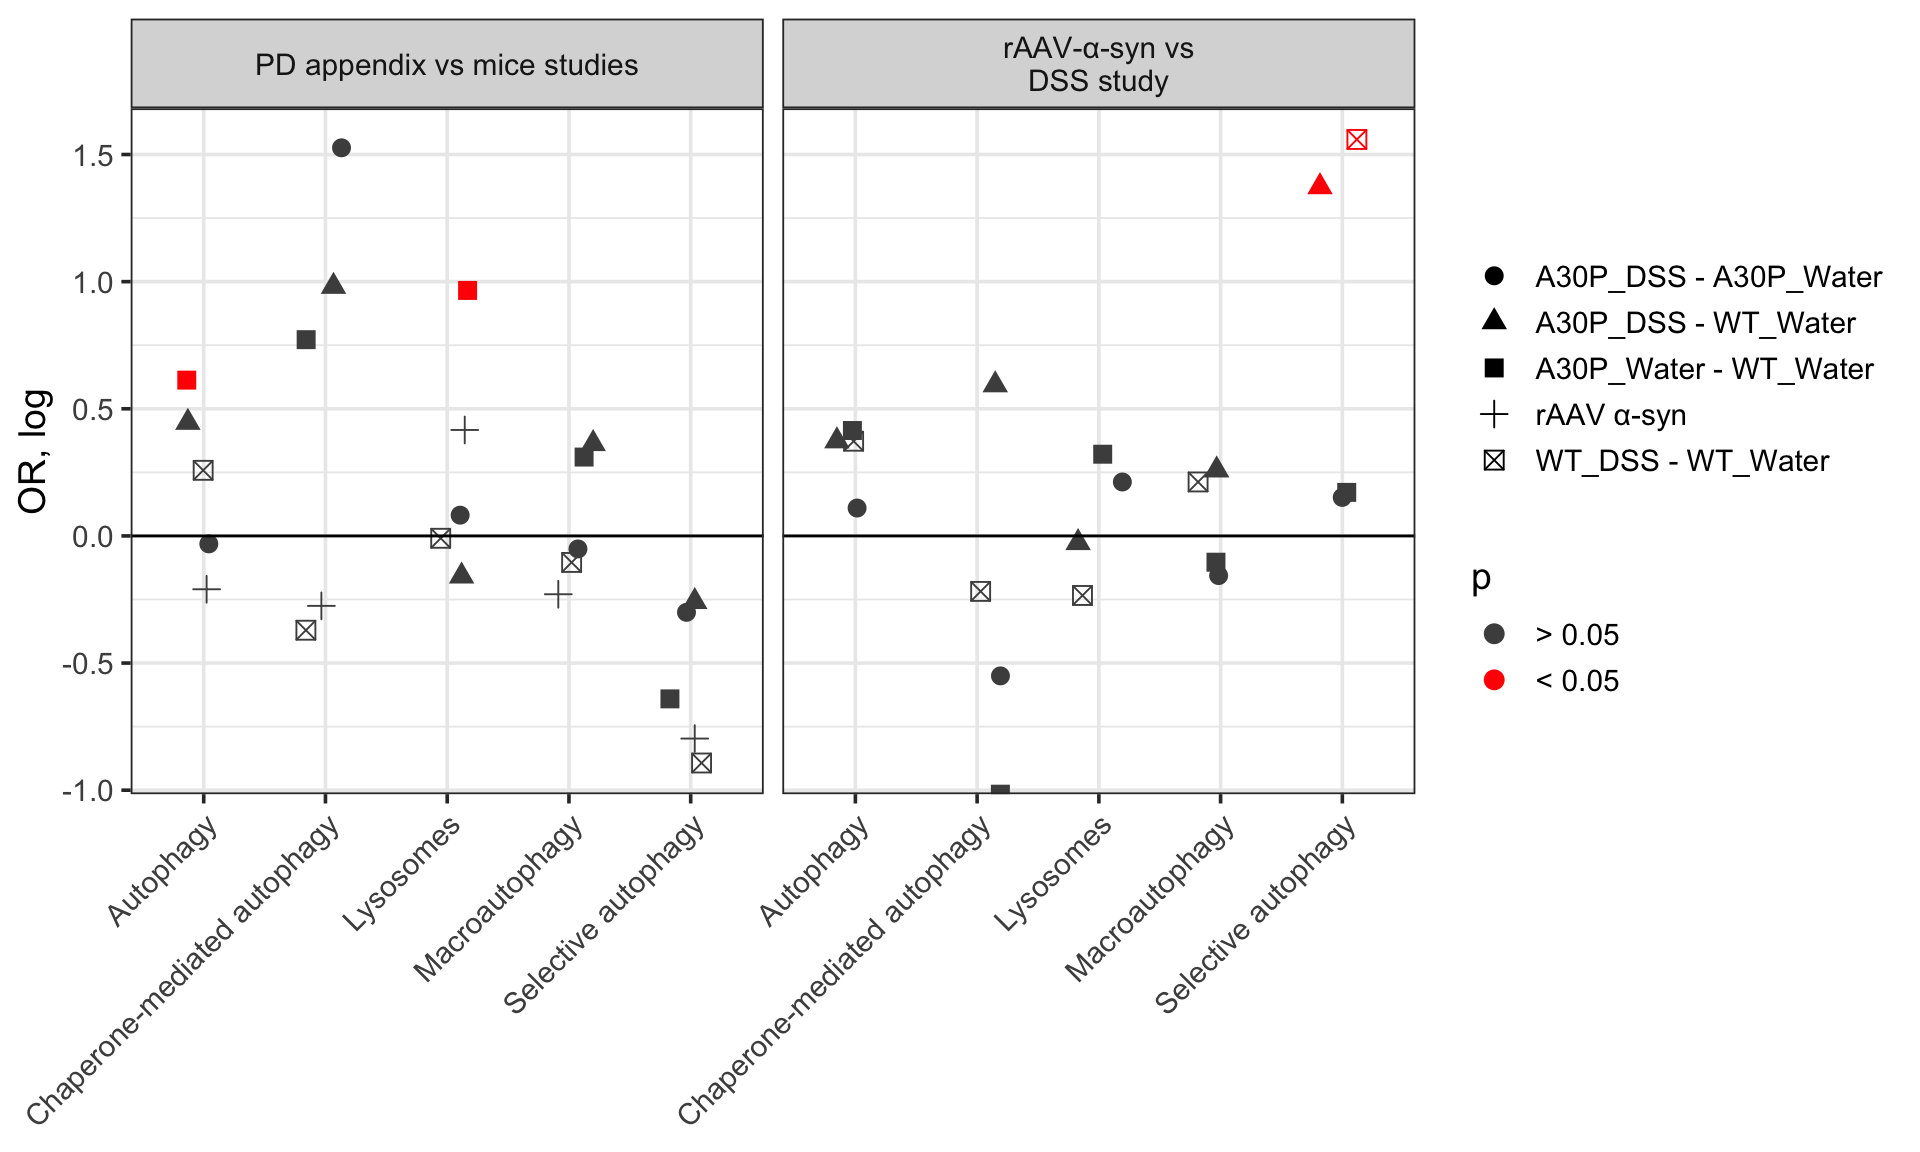 PD appendix vs mice studies
rAAV-α-syn vs
DSS study
OR, log
1.5
1.0
0.5
0.0
-0.5
-1.0
Autophagy
Chaperone-mediated autophagy
Lysosomes
Macroautophagy
Selective autophagy
Autophagy
Chaperone-mediated autophagy
Lysosomes
Macroautophagy
Selective autophagy
A30P_DSS - A30P_Water
A30P_DSS - WT_Water
A30P_Water - WT_Water
rAAV α-syn
WT_DSS - WT_Water
p
> 0.05
< 0.05